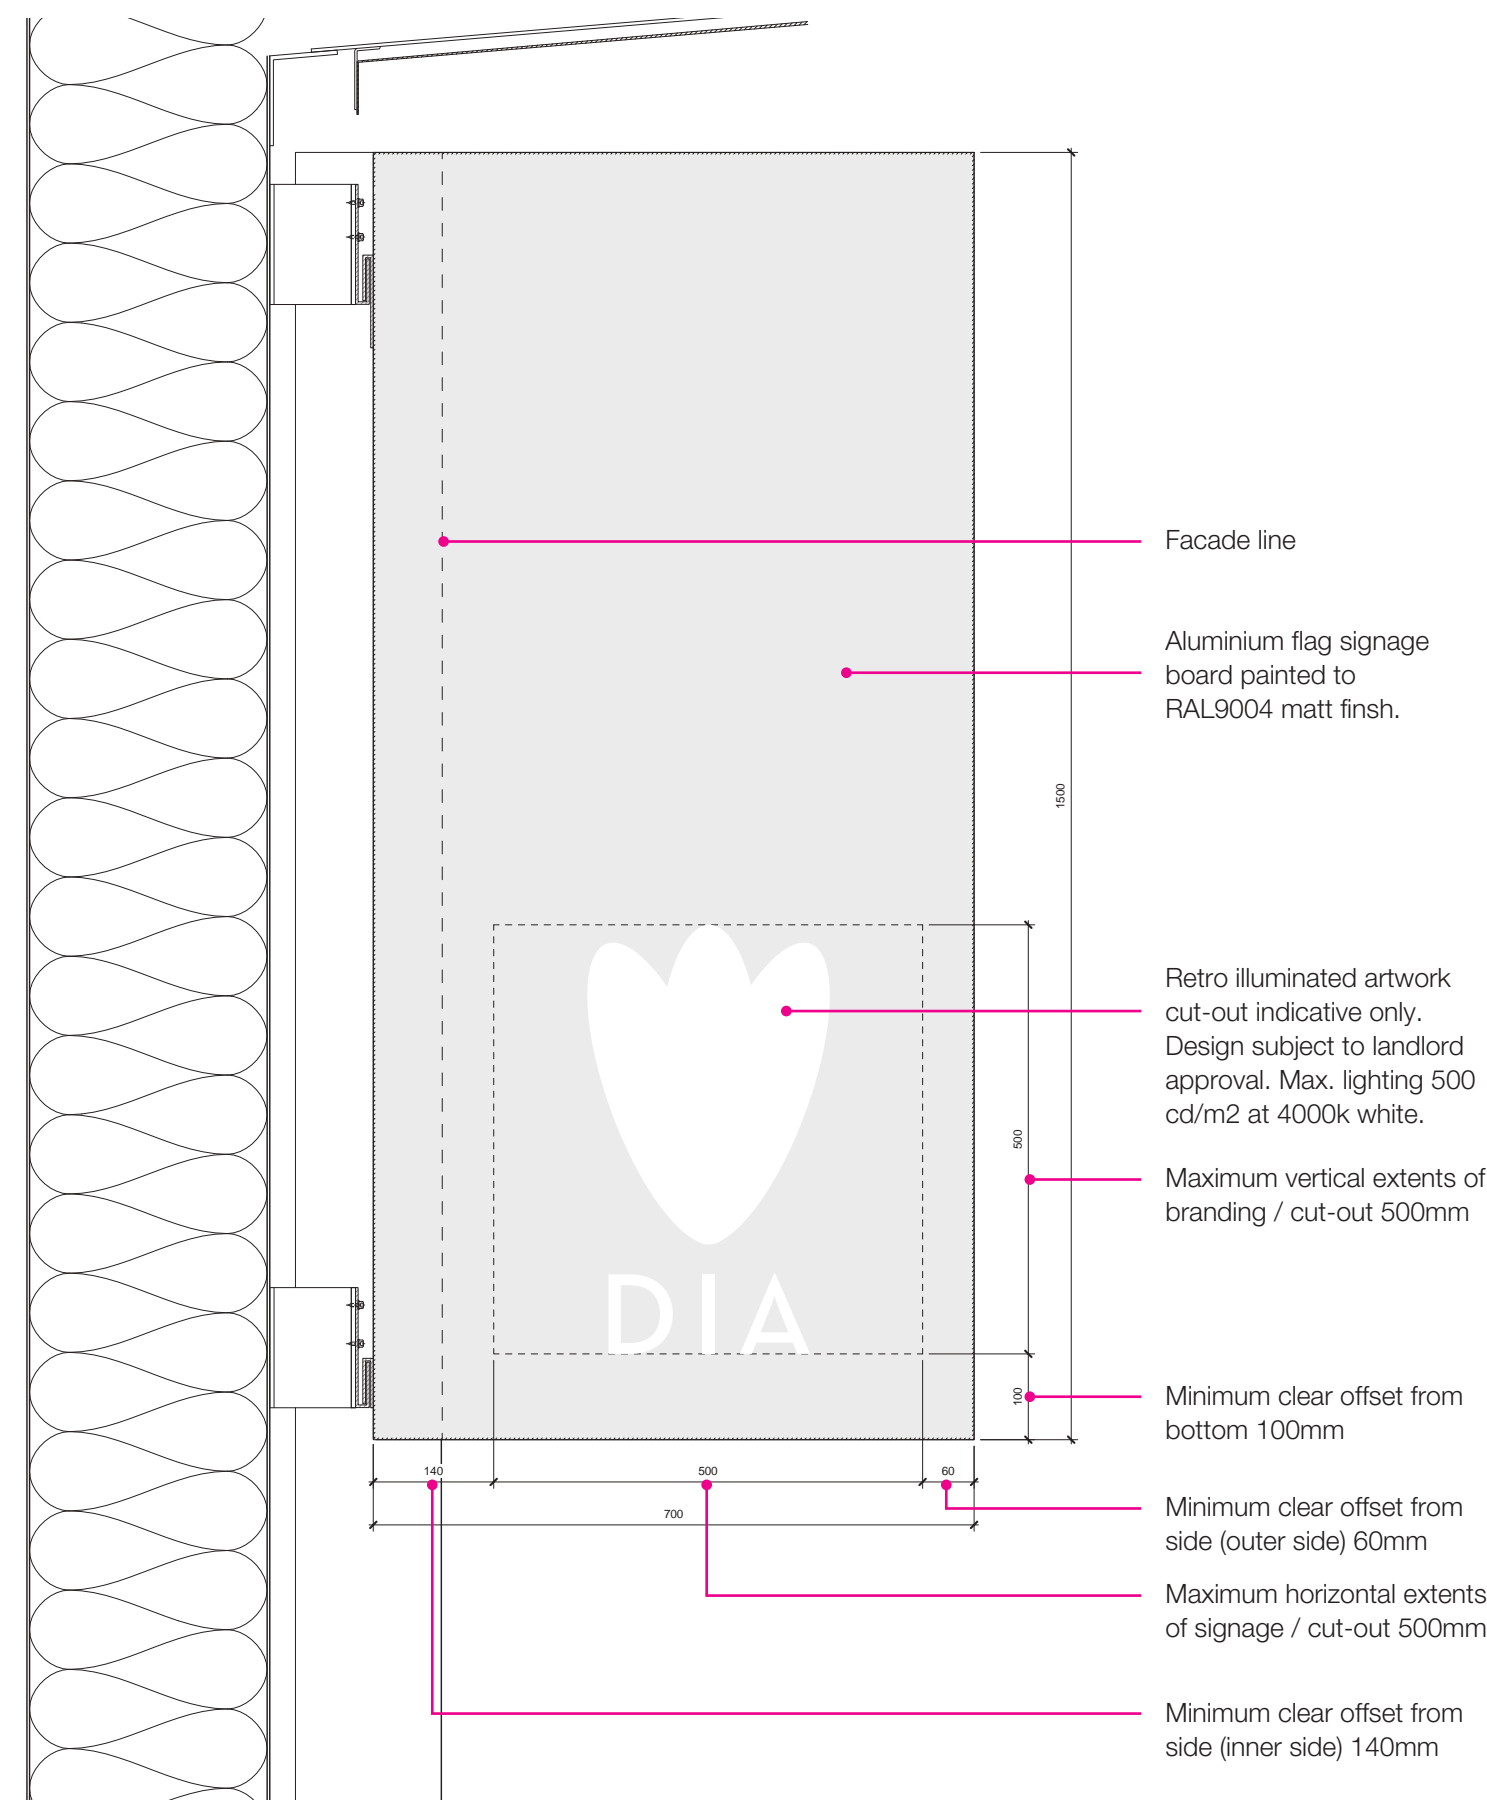 Facade line
Aluminium flag signage
board painted to
RAL9004 matt finsh.
1500
Retro illuminated artwork
cut-out indicative only.
Design subject to landlord
approval. Max. lighting 500
cd/m2 at 4000k white.
500
Maximum vertical extents of
branding / cut-out 500mm
DIA
100
Minimum clear offset from
bottom 100mm
140
500
60
700
Minimum clear offset from
side (outer side) 60mm
Maximum horizontal extents
of signage / cut-out 500mm
Minimum clear offset from
side (inner side) 140mm